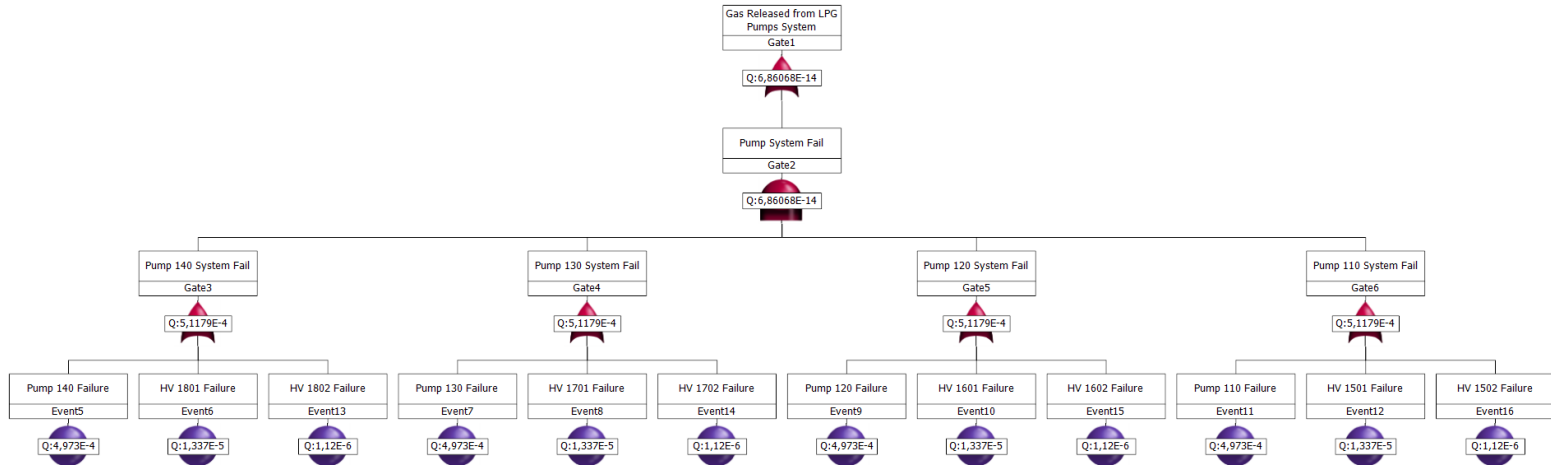 Gas Released from LPG
Pumps System
Gate1
Q:6,86068E-14
Pump System Fail
Gate2
Q:6,86068E-14
Pump 140 System Fail
Gate3
Q:5,1179E-4
Pump 130 System Fail
Gate4
Q:5,1179E-4
Pump 120 System Fail
Gate5
Q:5,1179E-4
Pump 110 System Fail
Gate6
Q:5,1179E-4
Pump 140 Failure
Event5
Q:4,973E-4
HV 1801 Failure
Event6
Q:1,337E-5
HV 1802 Failure
Event13
Q:1,12E-6
Pump 130 Failure
Event7
Q:4,973E-4
HV 1701 Failure
Event8
Q:1,337E-5
HV 1702 Failure
Event14
Q:1,12E-6
Pump 120 Failure
Event9
Q:4,973E-4
HV 1601 Failure
Event10
Q:1,337E-5
HV 1602 Failure
Event15
Q:1,12E-6
Pump 110 Failure
Event11
Q:4,973E-4
HV 1501 Failure
Event12
Q:1,337E-5
HV 1502 Failure
Event16
Q:1,12E-6